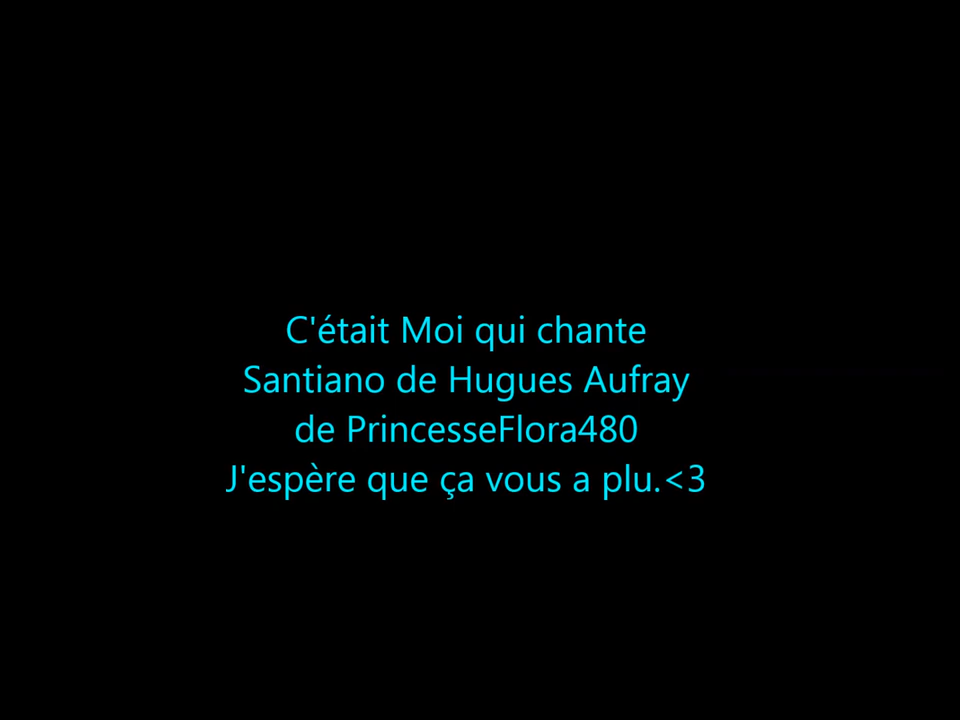 C'était Moi qui chante
Santiano de Hugues Aufray
de PrincesseFlora480
J'espère que ça vous a plu.<3